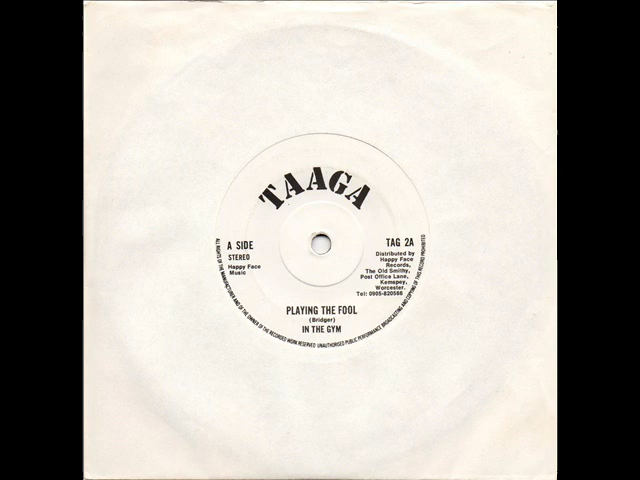 TAAGA
A SIDE
STEREO
Happy Face
Music
TAG 2A
Distributed by
Happy Face
Records,
The Old Smithy,
Post Office Lane,
Kemspey,
Worcester.
Tel: 0905-820566
PLAYING THE FOOL
(Bridger)
IN THE GYM
ALL RIGHTS OF THE MANUFACTURER AND OF THE OWNER OF THE RECORDED WORK RESERVED UNAUTHORISED PUBLIC PERFORMANCE BROADCASTING AND COPYING OF THIS RECORD PROHIBITED